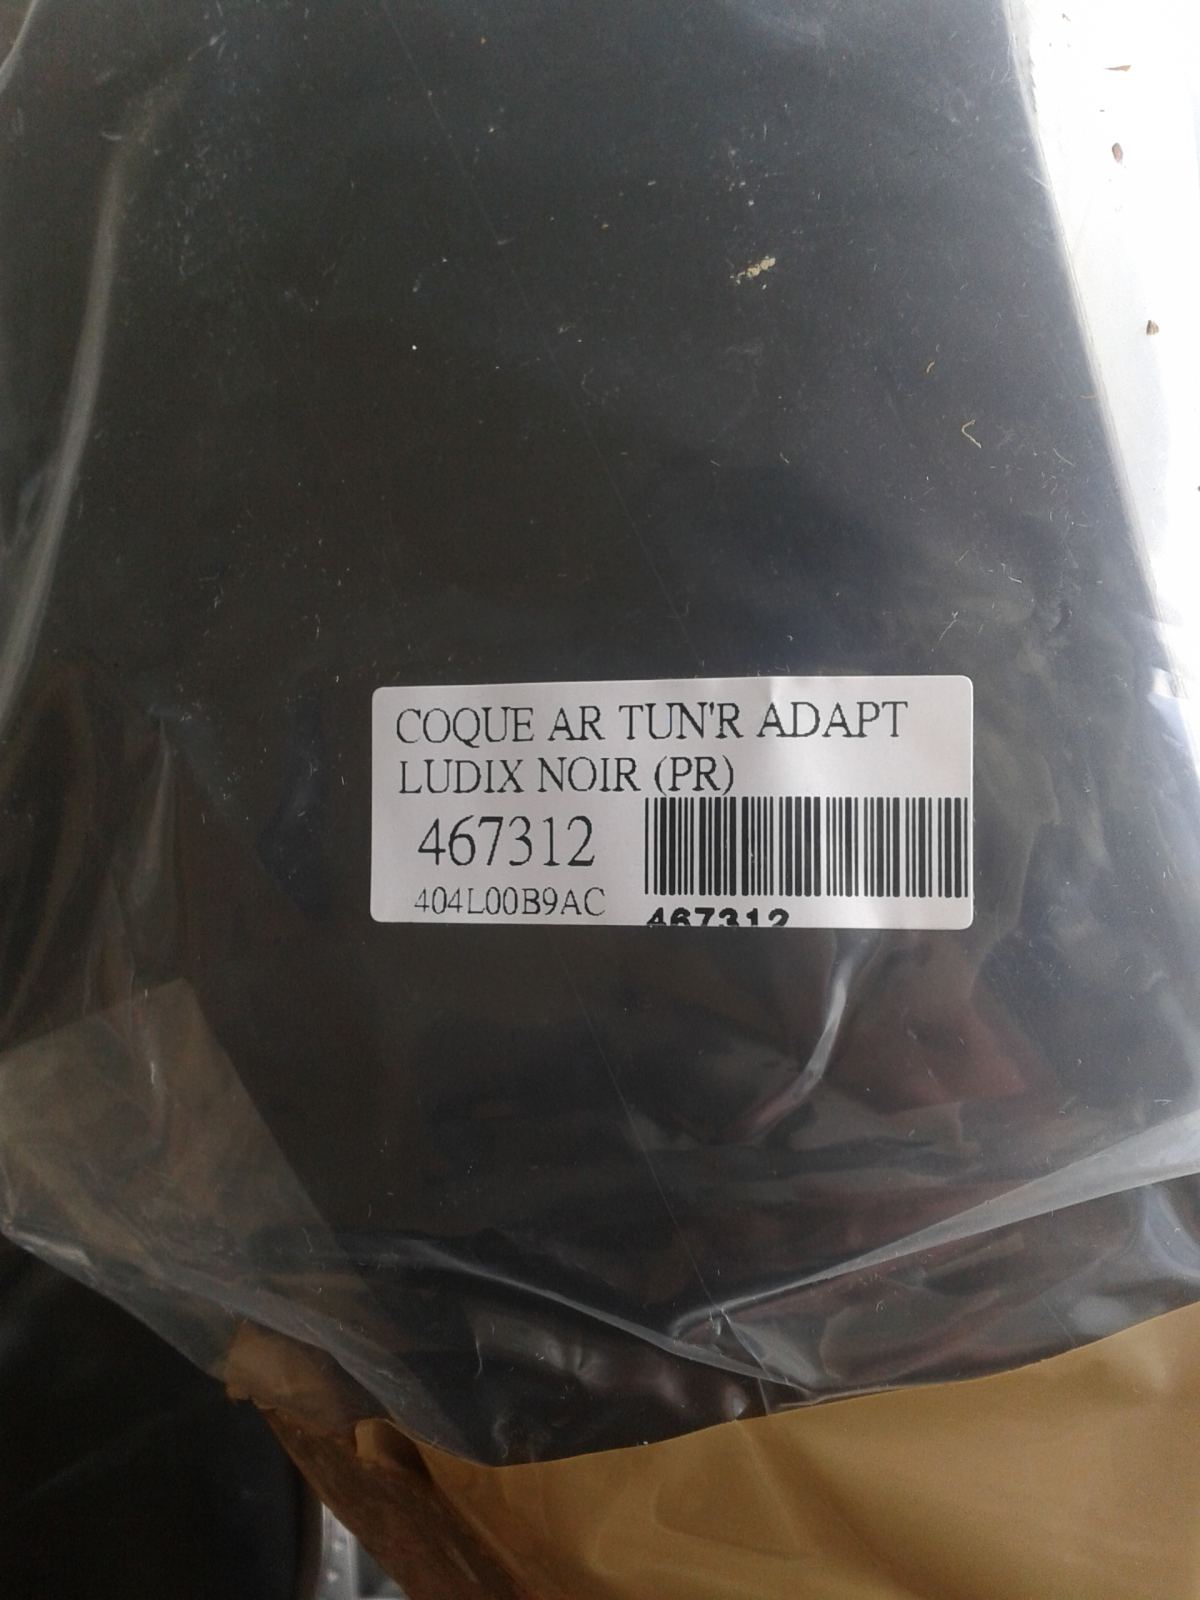 COQUE AR TUN'R ADAPT
LUDIX NOIR (PR)
467312
404L00B9AC
467312